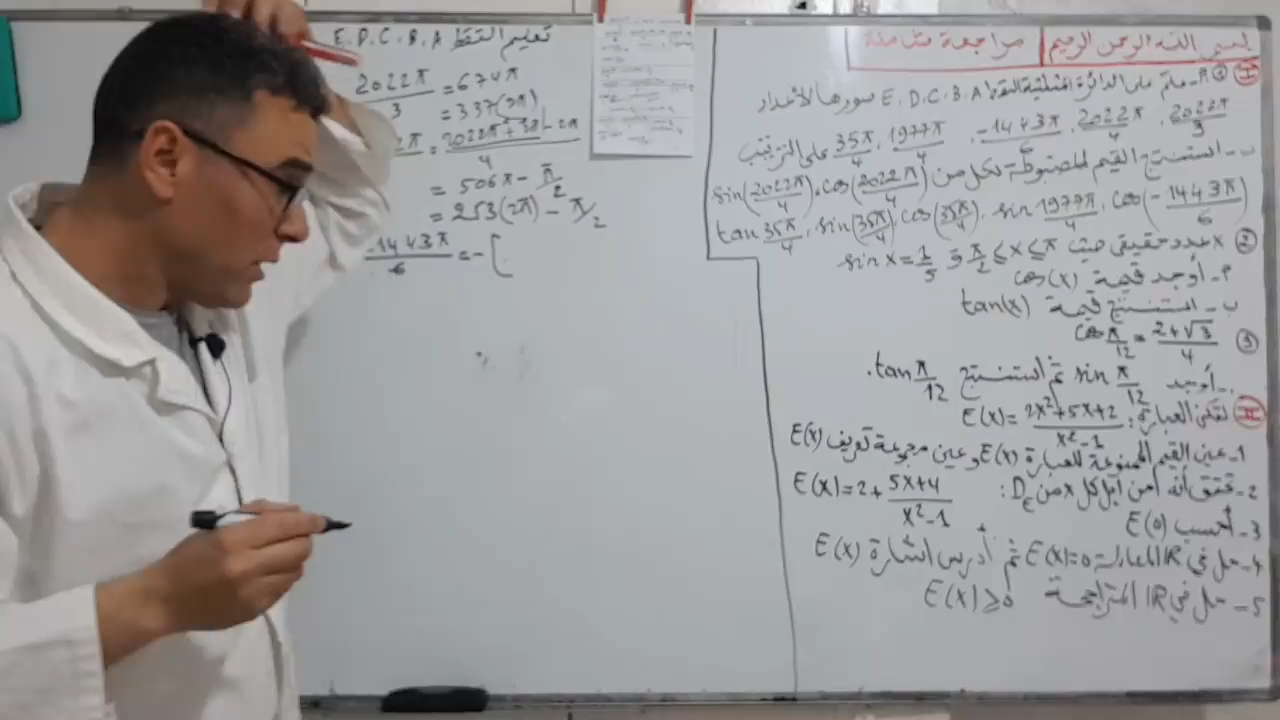 بسم الله الرحمن الرحيم | مراجعة شاملة
I ① أ- علم على الدائرة المثلثية النقط E.D.C.B.A صورها الأعداد
2022π/3 , 2022π/4 , -1443π/6 , 1977π/4 , 35π/4 على الترتيب
ب- استنتج القيم المضبوطة لكل من sin(2022π/4) , cos(2022π/4)
cos(-1443π/6) , sin 1977π/4 , cos(35π/4) , sin(35π/4) , tan 35π/4
② x عدد حقيقي حيث π/2 ≤ x ≤ π و sin x = 1/5
أ- أوجد قيمة cos(x)
ب- استنتج قيمة tan(x)
③ cos π/12 = 2+√3/4
- أوجد sin π/12 ثم استنتج tan π/12.
II لتكن العبارة: E(x) = 2x²+5x+2/x²-1
1- عين القيم الممنوعة للعبارة E(x) وعين مجموعة تعريف E(x)
2- تحقق أنه من أجل كل x من D_E: E(x) = 2 + 5x+4/x²-1
3- أحسب E(0)
4- حل في IR المعادلة E(x)=0 ثم أدرس اشارة E(x)
5- حل في IR المتراجحة E(x) ≥ 0
تعليم النقط E.D.C.B.A
2022π/3 = 674π
= 337(2π)
= 2022π+2π-2π/4
= 506π - π/2
= 253(2π) - π/2
-1443π/6 = -[